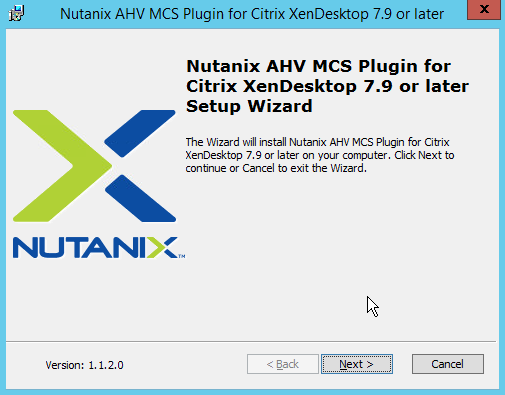 Nutanix AHV MCS Plugin for Citrix XenDesktop 7.9 or later
x
Nutanix AHV MCS Plugin for
Citrix XenDesktop 7.9 or later
Setup Wizard
The Wizard will install Nutanix AHV MCS Plugin for Citrix
XenDesktop 7.9 or later on your computer. Click Next to
continue or Cancel to exit the Wizard.
NUTANIX™
Version: 1.1.2.0
< Back
Next >
Cancel